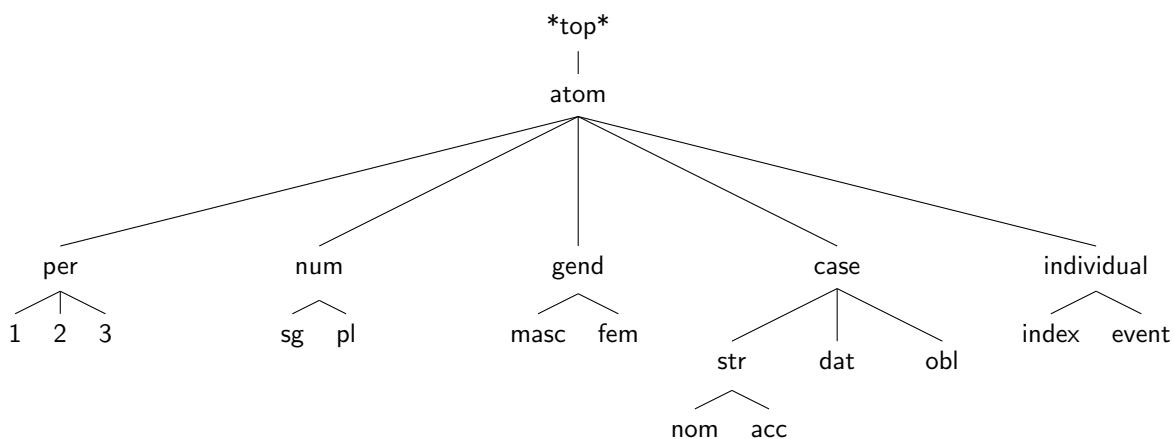 *top*
atom
per num gend case individual
1 2 3 sg pl masc fem index event
str dat obl
nom acc